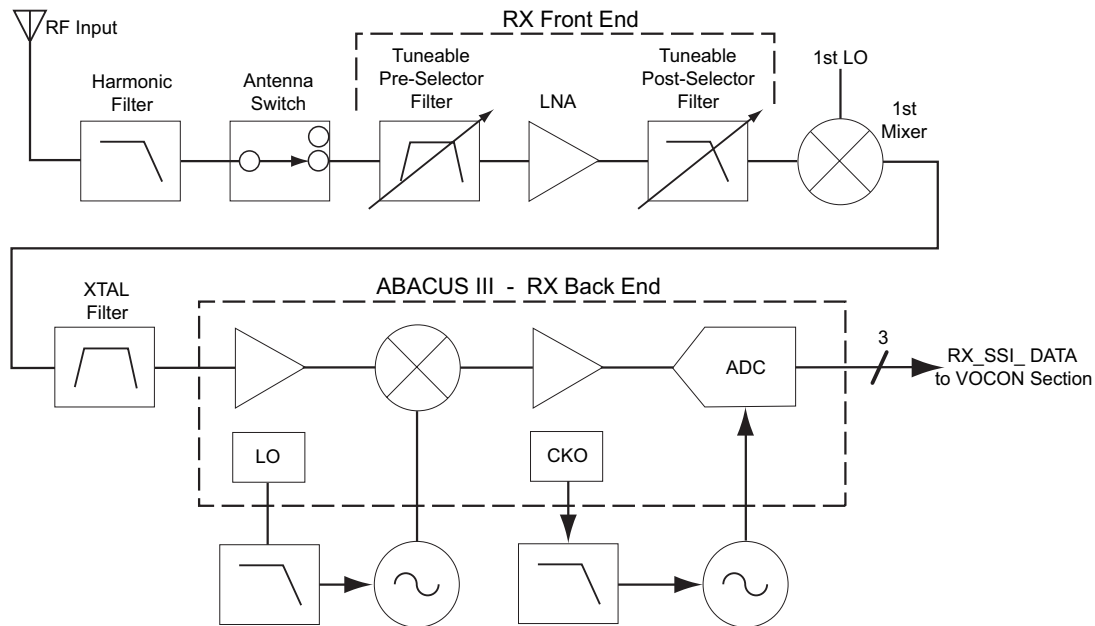 RF Input
RX Front End
Harmonic
Filter
Antenna
Switch
Tuneable
Pre-Selector
Filter
LNA
Tuneable
Post-Selector
Filter
1st LO
1st
Mixer
XTAL
Filter
ABACUS III - RX Back End
ADC
3
RX_SSI_ DATA
to VOCON Section
LO
CKO